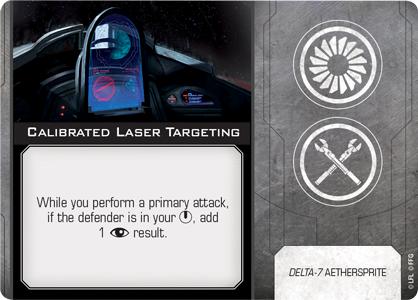 Calibrated Laser Targeting
While you perform a primary attack,
if the defender is in your , add
1 result.
DELTA-7 AETHERSPRITE
© LFL © FFG